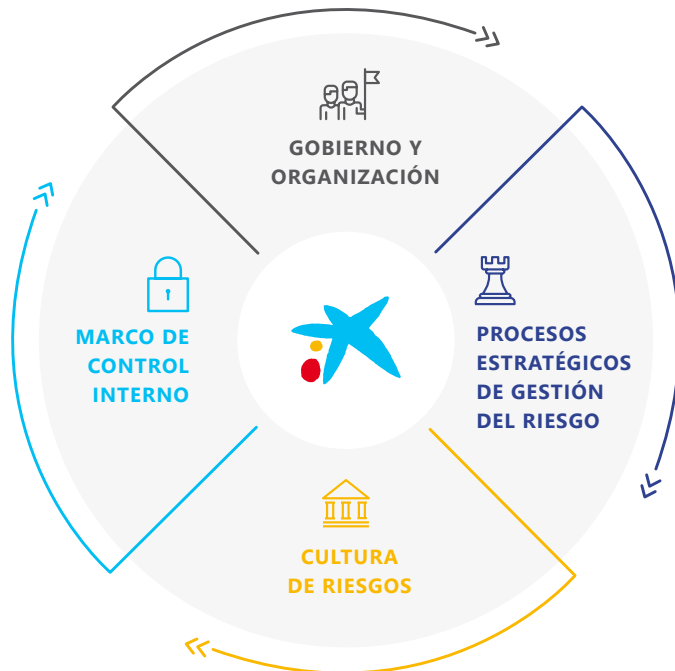 GOBIERNO Y
ORGANIZACIÓN
PROCESOS
ESTRATÉGICOS
DE GESTIÓN
DEL RIESGO
CULTURA
DE RIESGOS
MARCO DE
CONTROL
INTERNO